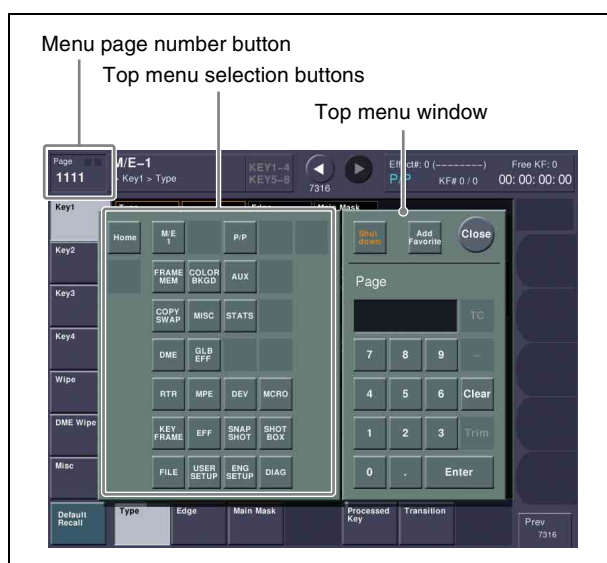 Menu page number button
Top menu selection buttons
Top menu window
Page
1111
M/E–1
> Key1 > Type
KEY1–4
KEY5–8
7316
Effect#: 0 (––––––––)
P/P KF# 0 / 0
Free KF: 0
00: 00: 00: 00
Key1
Key2
Key3
Key4
Wipe
DME Wipe
Misc
Default
Recall
Type Edge Main Mask
Home
M/E
1
P/P
FRAME
MEM
COLOR
BKGD
AUX
COPY
SWAP
MISC
STATS
DME
GLB
EFF
RTR
MPE
DEV
MCRO
KEY
FRAME
EFF
SNAP
SHOT
SHOT
BOX
FILE
USER
SETUP
ENG
SETUP
DIAG
Shut
down
Add
Favorite
Close
Page
TC
7 8 9 –
4 5 6 Clear
1 2 3 Trim
0 . Enter
Type
Edge
Main Mask
Processed
Key
Transition
Prev
7316